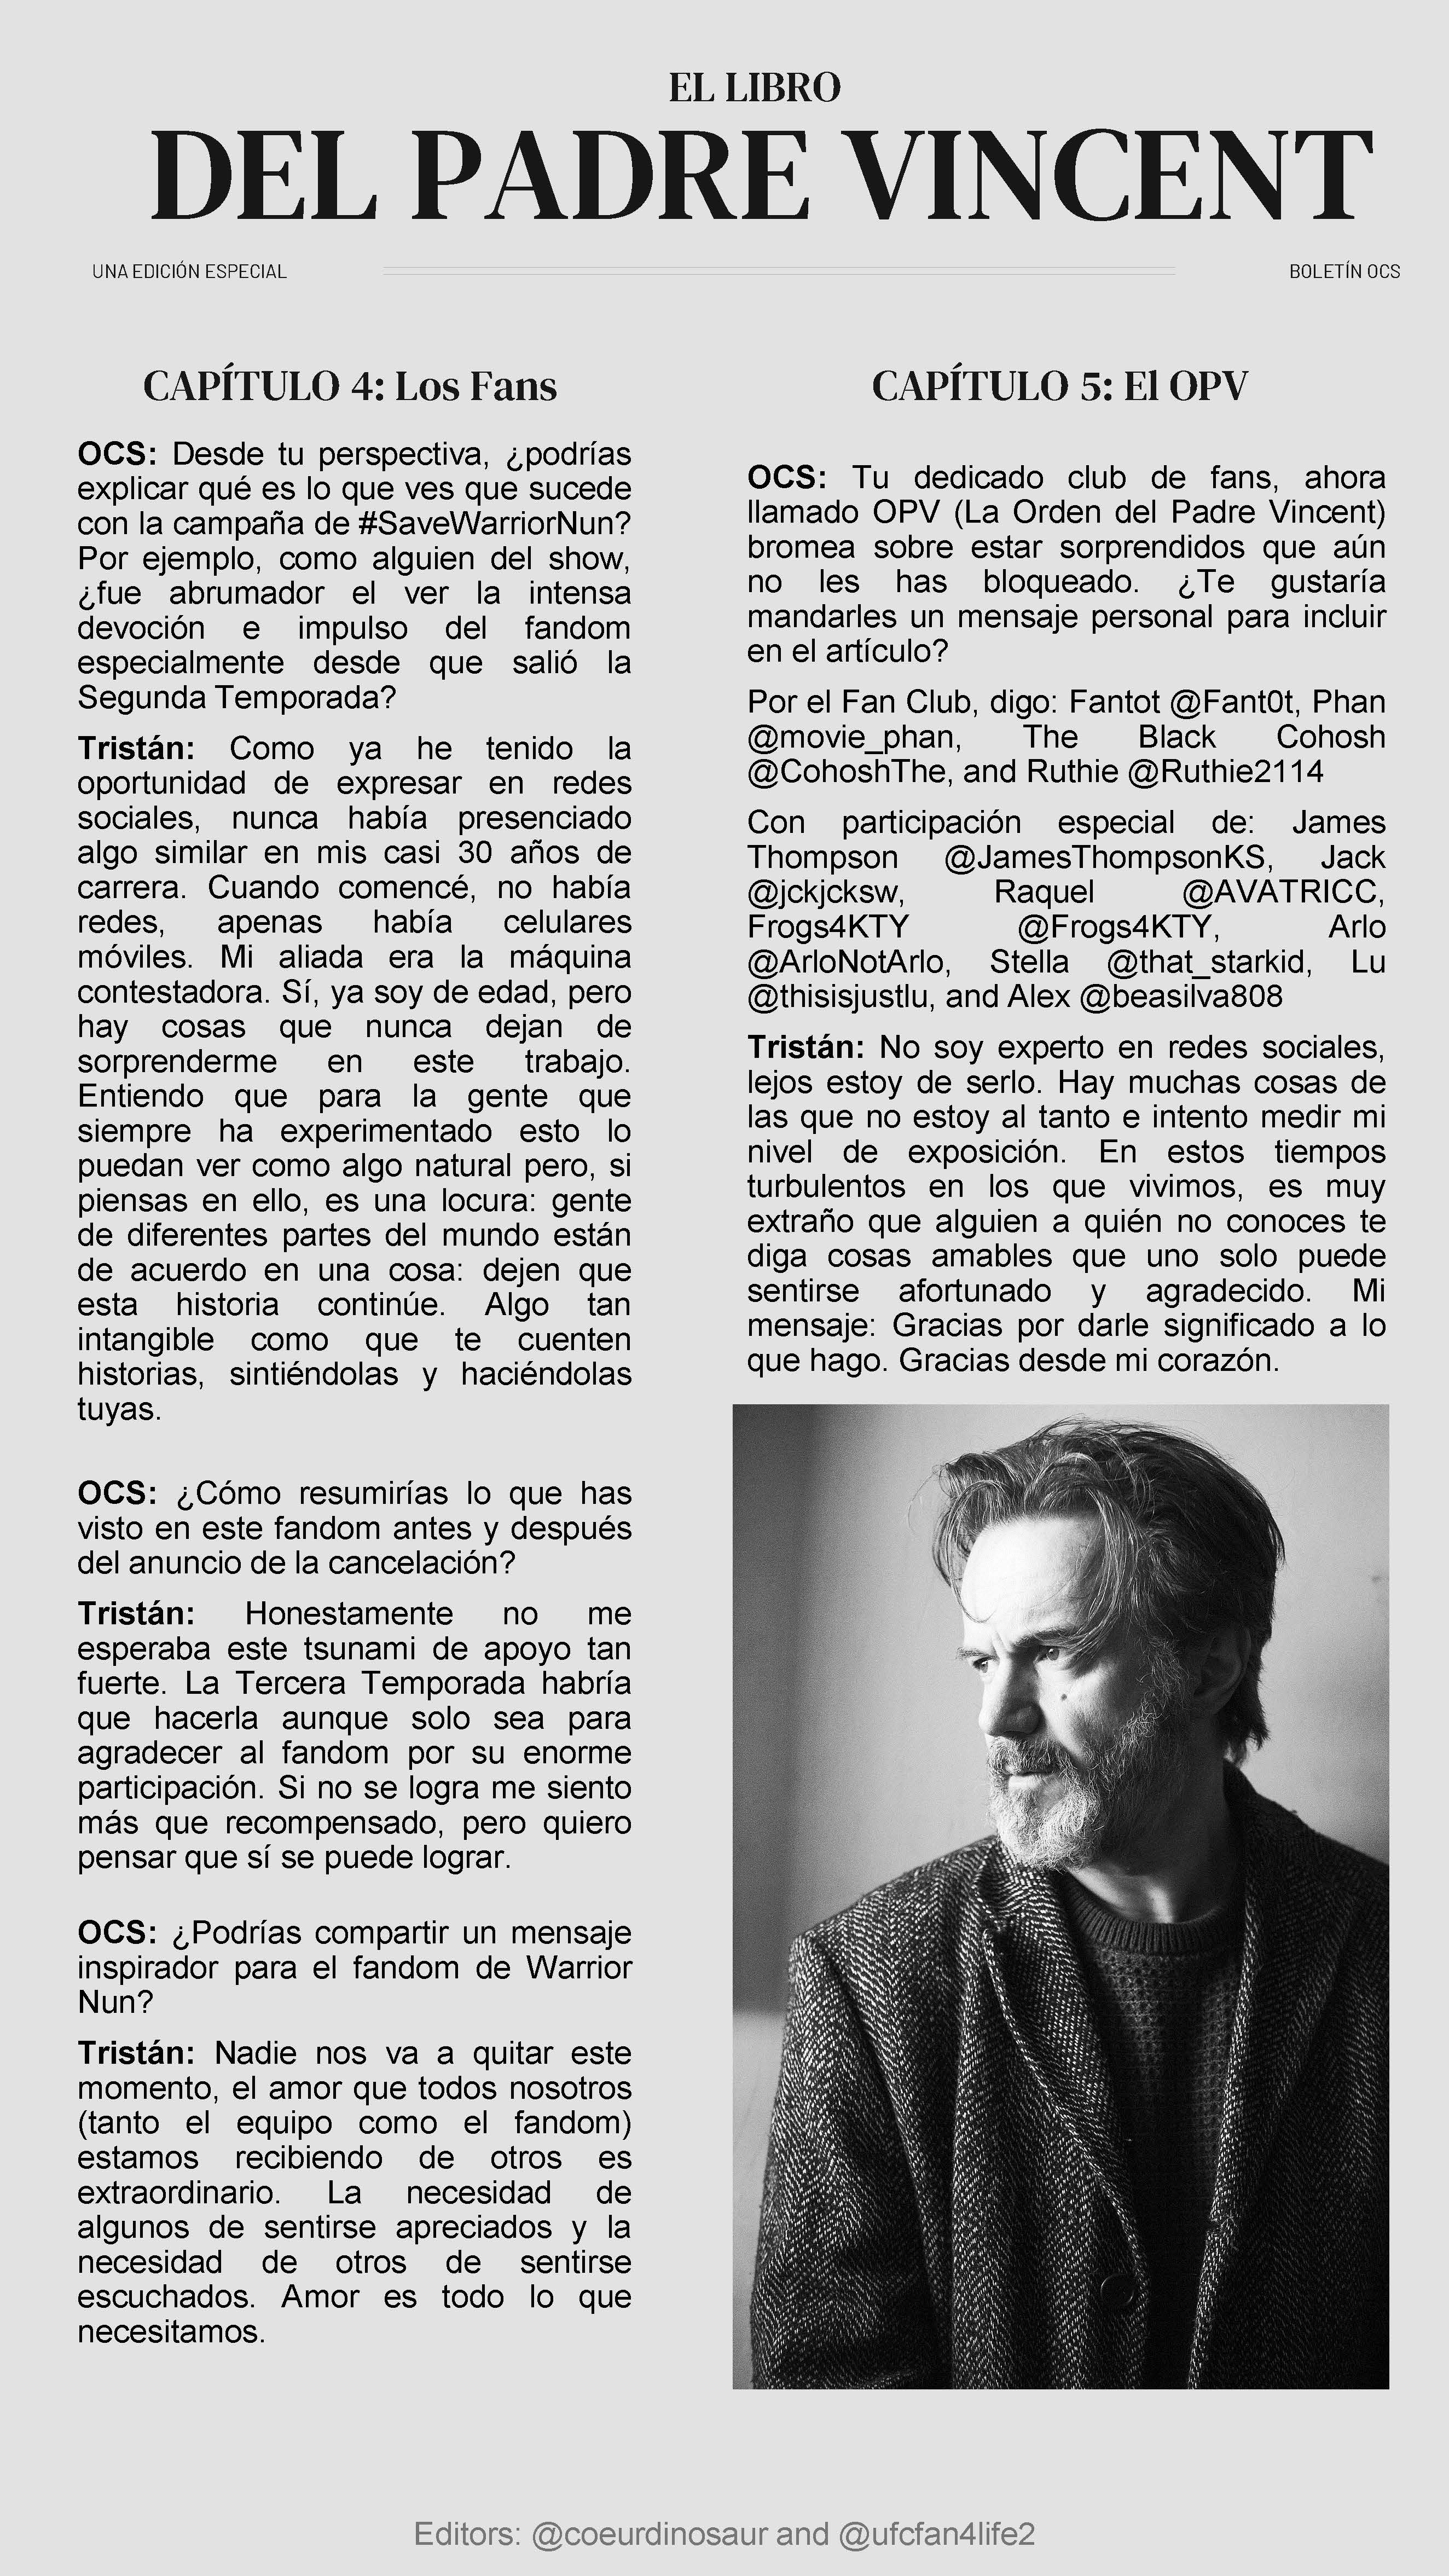 EL LIBRO
DEL PADRE VINCENT
UNA EDICIÓN ESPECIAL
BOLETÍN OCS
CAPÍTULO 4: Los Fans
OCS: Desde tu perspectiva, ¿podrías
explicar qué es lo que ves que sucede
con la campaña de #SaveWarriorNun?
Por ejemplo, como alguien del show,
¿fue abrumador el ver la intensa
devoción e impulso del fandom
especialmente desde que salió la
Segunda Temporada?
Tristán: Como ya he tenido la
oportunidad de expresar en redes
sociales, nunca había presenciado
algo similar en mis casi 30 años de
carrera. Cuando comencé, no había
redes, apenas había celulares
móviles. Mi aliada era la máquina
contestadora. Sí, ya soy de edad, pero
hay cosas que nunca dejan de
sorprenderme en este trabajo.
Entiendo que para la gente que
siempre ha experimentado esto lo
puedan ver como algo natural pero, si
piensas en ello, es una locura: gente
de diferentes partes del mundo están
de acuerdo en una cosa: dejen que
esta historia continúe. Algo tan
intangible como que te cuenten
historias, sintiéndolas y haciéndolas
tuyas.
OCS: ¿Cómo resumirías lo que has
visto en este fandom antes y después
del anuncio de la cancelación?
Tristán: Honestamente no me
esperaba este tsunami de apoyo tan
fuerte. La Tercera Temporada habría
que hacerla aunque solo sea para
agradecer al fandom por su enorme
participación. Si no se logra me siento
más que recompensado, pero quiero
pensar que sí se puede lograr.
OCS: ¿Podrías compartir un mensaje
inspirador para el fandom de Warrior
Nun?
Tristán: Nadie nos va a quitar este
momento, el amor que todos nosotros
(tanto el equipo como el fandom)
estamos recibiendo de otros es
extraordinario. La necesidad de
algunos de sentirse apreciados y la
necesidad de otros de sentirse
escuchados. Amor es todo lo que
necesitamos.
CAPÍTULO 5: El OPV
OCS: Tu dedicado club de fans, ahora
llamado OPV (La Orden del Padre Vincent)
bromea sobre estar sorprendidos que aún
no les has bloqueado. ¿Te gustaría
mandarles un mensaje personal para incluir
en el artículo?
Por el Fan Club, digo: Fantot @Fant0t, Phan
@movie_phan, The Black Cohosh
@CohoshThe, and Ruthie @Ruthie2114
Con participación especial de: James
Thompson @JamesThompsonKS, Jack
@jckjcksw, Raquel @AVATRICC,
Frogs4KTY @Frogs4KTY, Arlo
@ArloNotArlo, Stella @that_starkid, Lu
@thisisjustlu, and Alex @beasilva808
Tristán: No soy experto en redes sociales,
lejos estoy de serlo. Hay muchas cosas de
las que no estoy al tanto e intento medir mi
nivel de exposición. En estos tiempos
turbulentos en los que vivimos, es muy
extraño que alguien a quién no conoces te
diga cosas amables que uno solo puede
sentirse afortunado y agradecido. Mi
mensaje: Gracias por darle significado a lo
que hago. Gracias desde mi corazón.
Editors: @coeurdinosaur and @ufcfan4life2